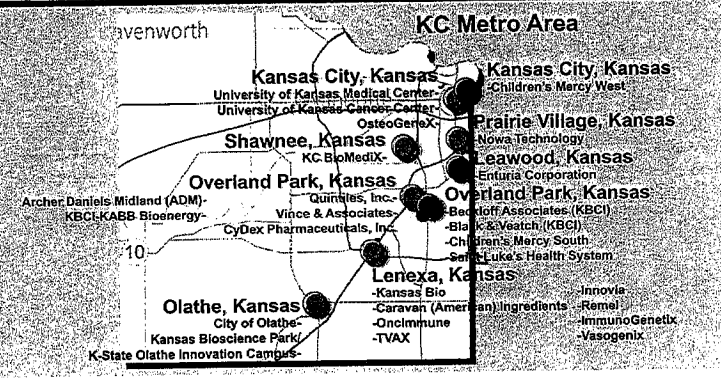 KC Metro Area
avenworth
Kansas City, Kansas
University of Kansas Medical Center-
University of Kansas Cancer Center-
OsteoGeneX-
Kansas City, Kansas
-Children's Mercy West
Prairie Village, Kansas
-Nowa Technology
Shawnee, Kansas
KC BioMediX-
Leawood, Kansas
-Enturia Corporation
Overland Park, Kansas
Archer Daniels Midland (ADM)-
Quintiles, Inc.-
KBCI-KABB Bioenergy-
Vince & Associates-
CyDex Pharmaceuticals, Inc.
Overland Park, Kansas
-Beckloff Associates (KBCI)
-Black & Veatch (KBCI)
-Children's Mercy South
-Saint Luke's Health System
10
Lenexa, Kansas
-Kansas Bio
-Caravan (American) Ingredients
-OncImmune
-TVAX
-Innovia
-Remel
-ImmunoGenetix
-Vasogenix
Olathe, Kansas
City of Olathe-
Kansas Bioscience Park/
K-State Olathe Innovation Campus-